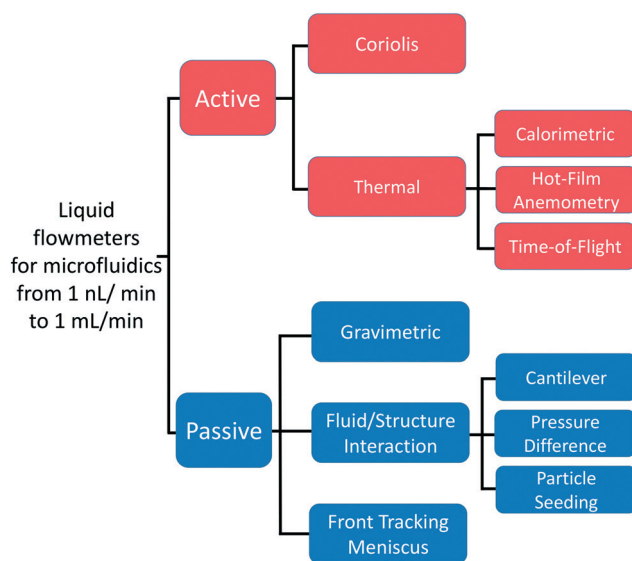 Liquid
flowmeters
for microfluidics
from 1 nL/ min
to 1 mL/min
Active
Coriolis
Thermal
Calorimetric
Hot-Film
Anemometry
Time-of-Flight
Passive
Gravimetric
Fluid/Structure
Interaction
Cantilever
Pressure
Difference
Particle
Seeding
Front Tracking
Meniscus